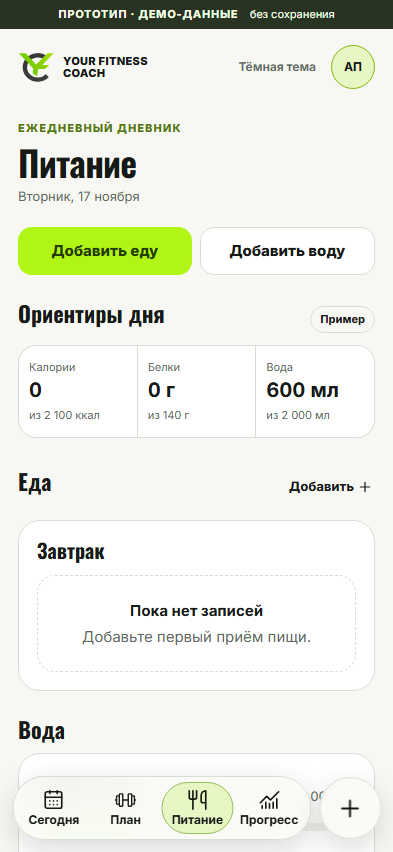 ПРОТОТИП · ДЕМО-ДАННЫЕ без сохранения
YOUR FITNESS
COACH
Тёмная тема
АП
ЕЖЕДНЕВНЫЙ ДНЕВНИК
Питание
Вторник, 17 ноября
Добавить еду
Добавить воду
Ориентиры дня
Пример
Калории
0
из 2 100 ккал
Белки
0 г
из 140 г
Вода
600 мл
из 2 000 мл
Еда
Добавить +
Завтрак
Пока нет записей
Добавьте первый приём пищи.
Вода
Сегодня
План
Питание
Прогресс
+